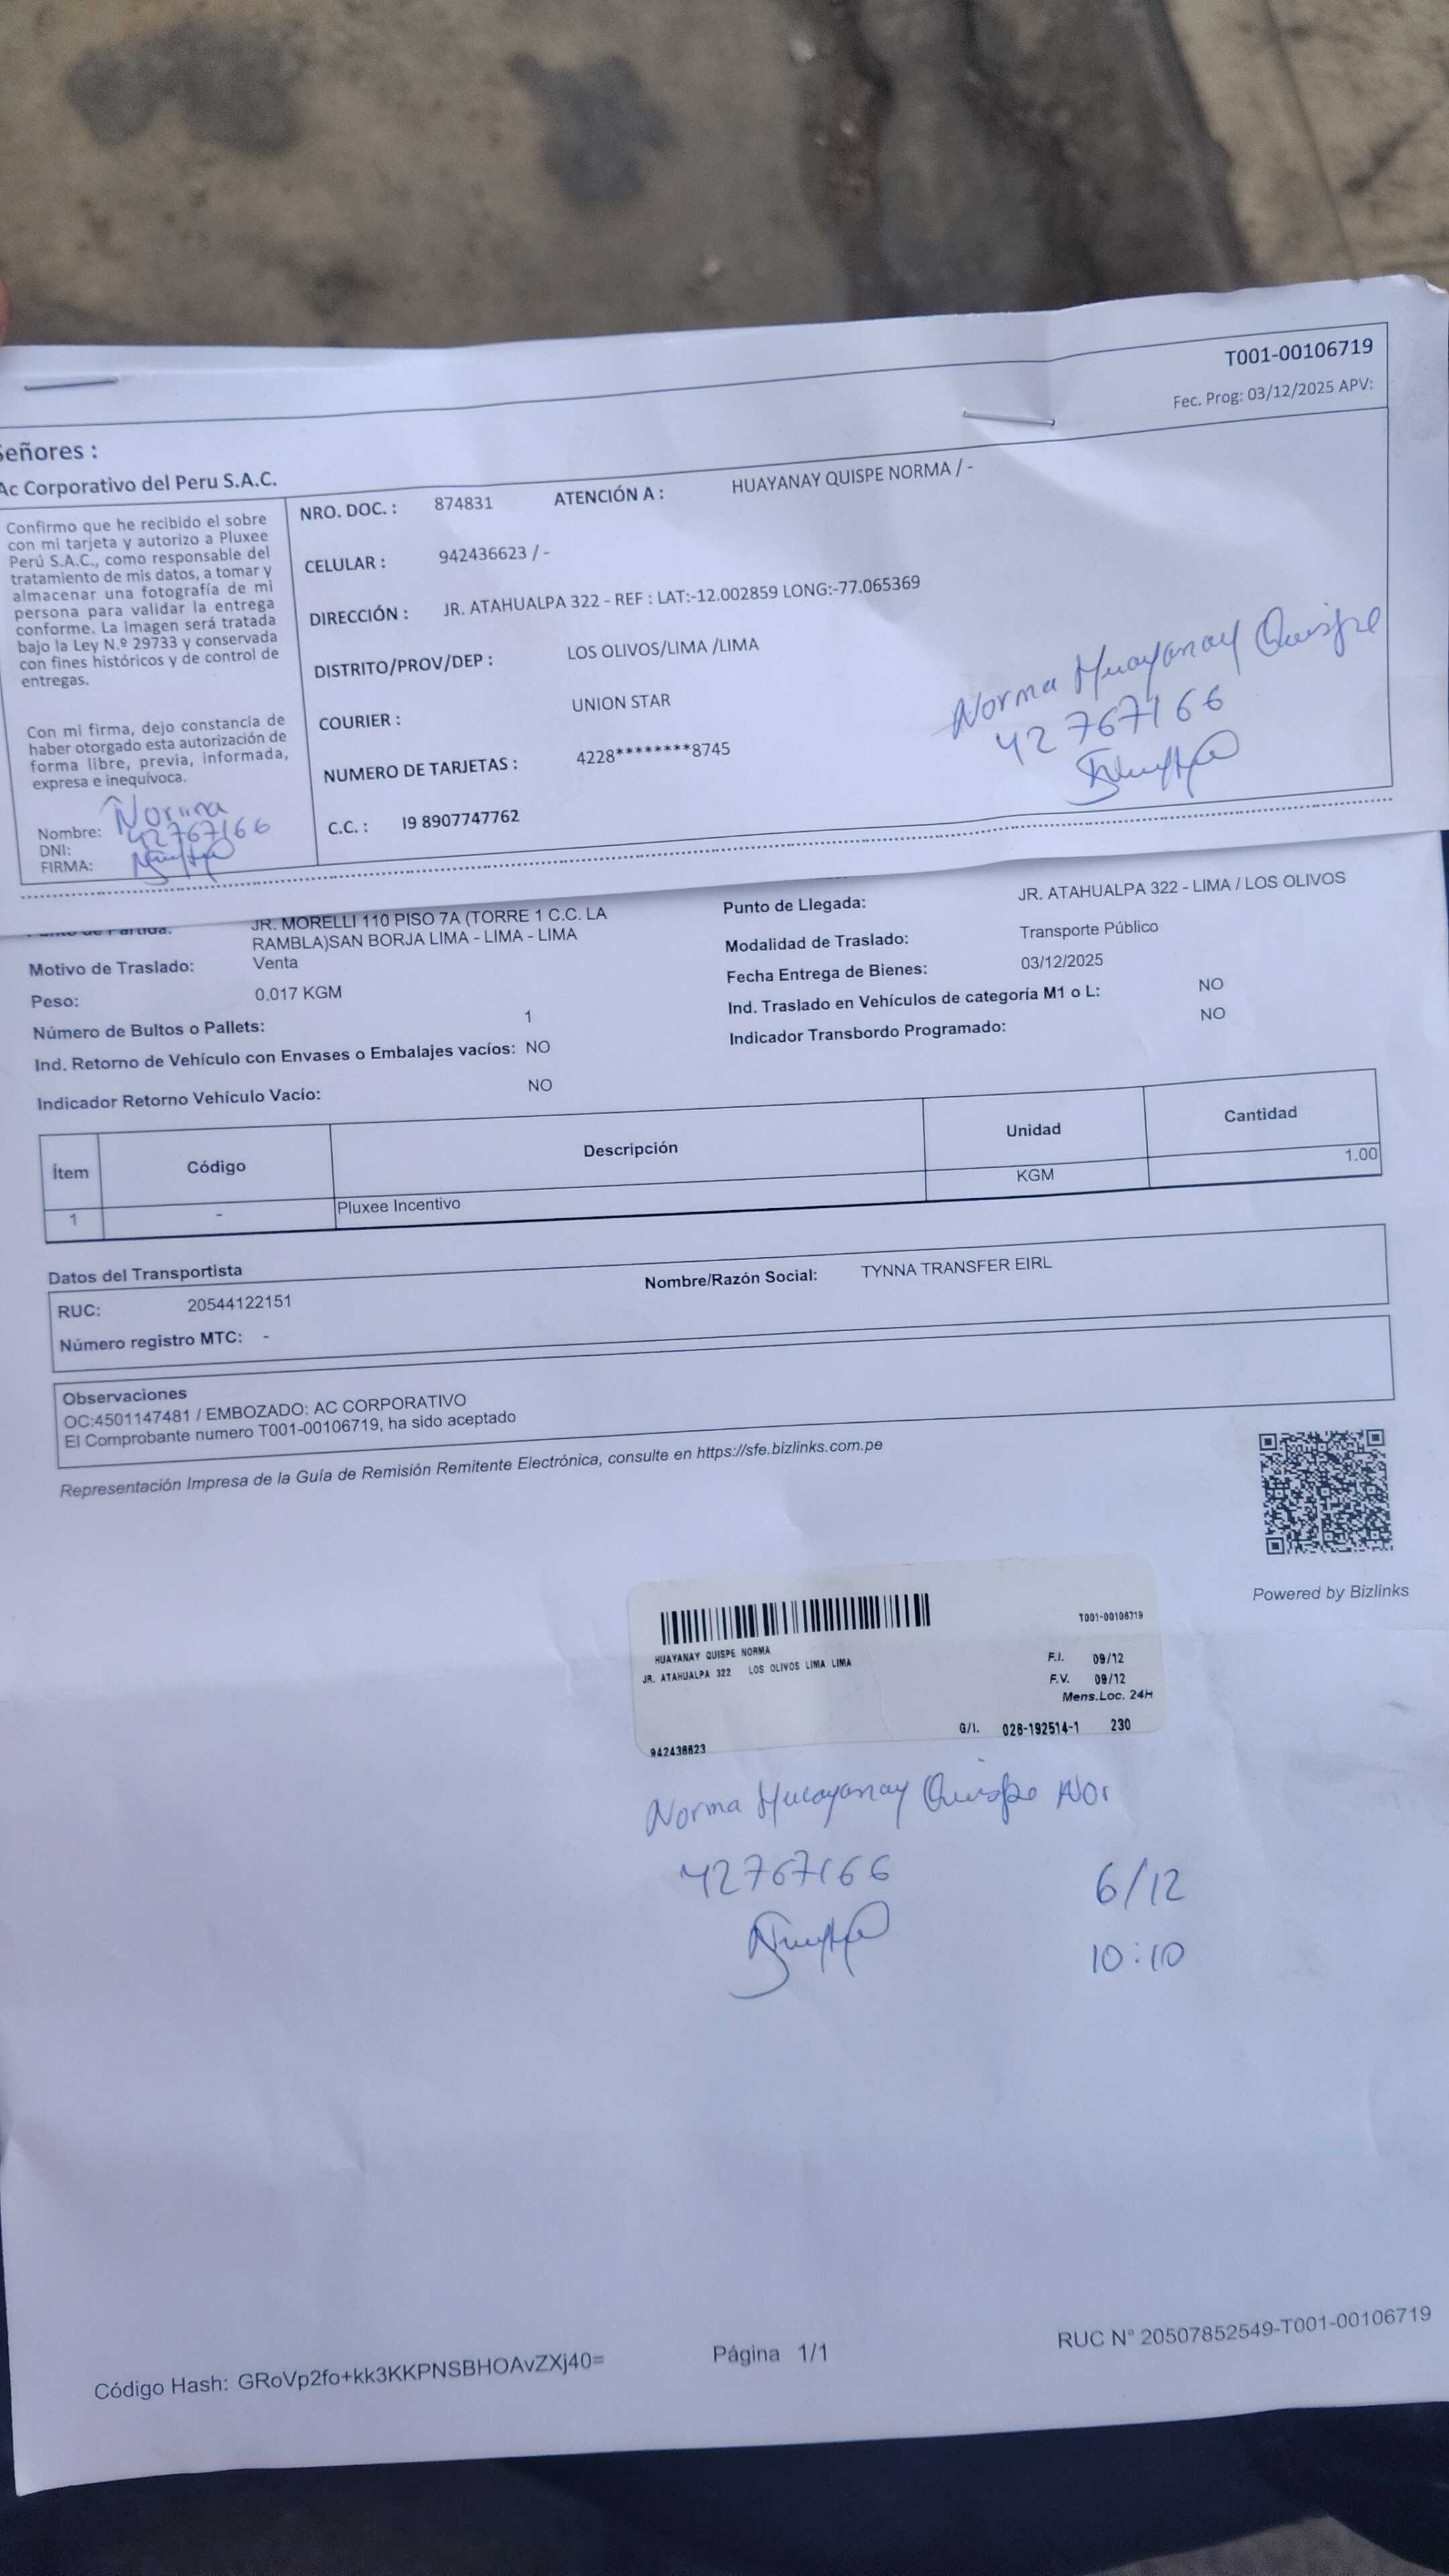 T001-00106719
Fec. Prog: 03/12/2025 APV:
Señores :
Ac Corporativo del Peru S.A.C.
Confirmo que he recibido el sobre
con mi tarjeta y autorizo a Pluxee
Perú S.A.C., como responsable del
tratamiento de mis datos, a tomar y
almacenar una fotografía de mi
persona para validar la entrega
conforme. La imagen será tratada
bajo la Ley N.º 29733 y conservada
con fines históricos y de control de
entregas.
Con mi firma, dejo constancia de
haber otorgado esta autorización de
forma libre, previa, informada,
expresa e inequívoca.
Nombre: Norma
DNI: 42767166
FIRMA:
NRO. DOC. : 874831 ATENCIÓN A : HUAYANAY QUISPE NORMA / -
CELULAR : 942436623 / -
DIRECCIÓN : JR. ATAHUALPA 322 - REF : LAT:-12.002859 LONG:-77.065369
DISTRITO/PROV/DEP : LOS OLIVOS/LIMA /LIMA
COURIER : UNION STAR
NUMERO DE TARJETAS : 4228********8745
C.C. : I9 8907747762
Norma Huayanay Quispe
42767166
Punto de Partida: JR. MORELLI 110 PISO 7A (TORRE 1 C.C. LA
RAMBLA)SAN BORJA LIMA - LIMA - LIMA
Motivo de Traslado: Venta
Peso: 0.017 KGM
Número de Bultos o Pallets: 1
Ind. Retorno de Vehículo con Envases o Embalajes vacíos: NO
Indicador Retorno Vehículo Vacío: NO
Punto de Llegada: JR. ATAHUALPA 322 - LIMA / LOS OLIVOS
Modalidad de Traslado: Transporte Público
Fecha Entrega de Bienes: 03/12/2025
Ind. Traslado en Vehículos de categoría M1 o L: NO
Indicador Transbordo Programado: NO
Ítem Código Descripción Unidad Cantidad
1 - Pluxee Incentivo KGM 1.00
Datos del Transportista
RUC: 20544122151 Nombre/Razón Social: TYNNA TRANSFER EIRL
Número registro MTC: -
Observaciones
OC:4501147481 / EMBOZADO: AC CORPORATIVO
El Comprobante numero T001-00106719, ha sido aceptado
Representación Impresa de la Guía de Remisión Remitente Electrónica, consulte en https://sfe.bizlinks.com.pe
Powered by Bizlinks
T001-00106719
HUAYANAY QUISPE NORMA
JR. ATAHUALPA 322 LOS OLIVOS LIMA LIMA
F.I. 09/12
F.V. 09/12
Mens.Loc. 24H
G/I. 026-192514-1 230
942436623
Norma Huayanay Quispe Nor
42767166
6/12
10:10
Código Hash: GRoVp2fo+kk3KKPNSBHOAvZXj40=
Página 1/1
RUC N° 20507852549-T001-00106719